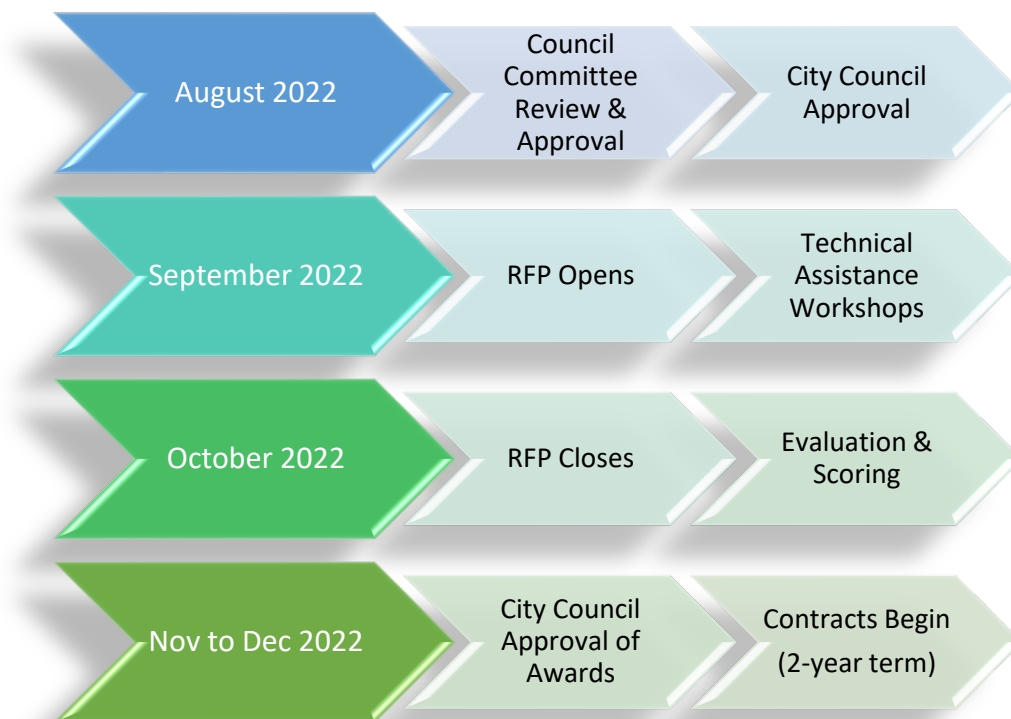 August 2022
Council
Committee
Review &
Approval
City Council
Approval
September 2022
RFP Opens
Technical
Assistance
Workshops
October 2022
RFP Closes
Evaluation &
Scoring
Nov to Dec 2022
City Council
Approval of
Awards
Contracts Begin
(2-year term)